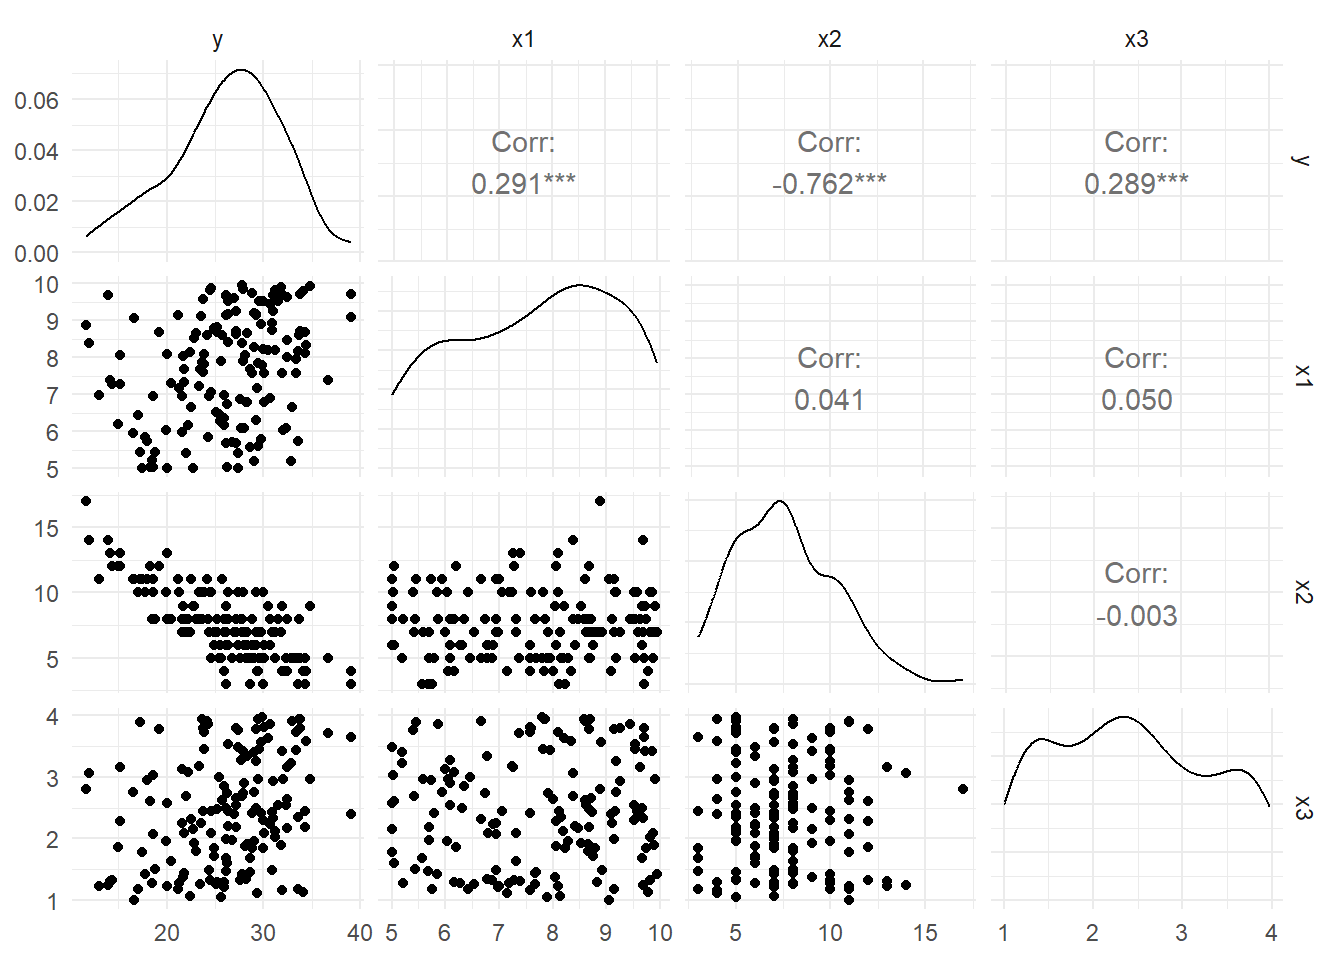 y x1 x2 x3
0.06
0.04
0.02
0.00
Corr:
0.291***
Corr:
-0.762***
Corr:
0.289***
y
10
9
8
7
6
5
Corr:
0.041
Corr:
0.050
x1
15
10
5
Corr:
-0.003
x2
4
3
2
1
x3
20 30 40 5 6 7 8 9 10 5 10 15 1 2 3 4